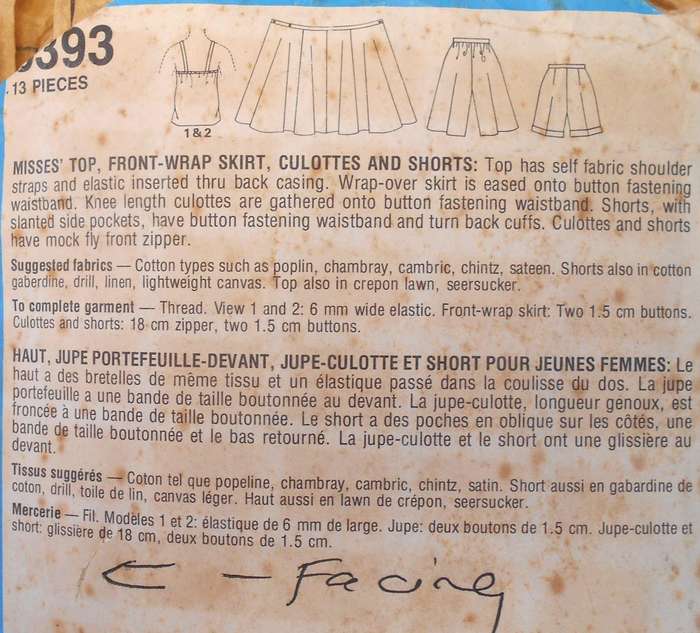 393
13 PIECES
1 & 2
MISSES' TOP, FRONT-WRAP SKIRT, CULOTTES AND SHORTS: Top has self fabric shoulder
straps and elastic inserted thru back casing. Wrap-over skirt is eased onto button fastening
waistband. Knee length culottes are gathered onto button fastening waistband. Shorts, with
slanted side pockets, have button fastening waistband and turn back cuffs. Culottes and shorts
have mock fly front zipper.
Suggested fabrics — Cotton types such as poplin, chambray, cambric, chintz, sateen. Shorts also in cotton
gaberdine, drill, linen, lightweight canvas. Top also in crepon lawn, seersucker.
To complete garment — Thread. View 1 and 2: 6 mm wide elastic. Front-wrap skirt: Two 1.5 cm buttons.
Culottes and shorts: 18 cm zipper, two 1.5 cm buttons.
HAUT, JUPE PORTEFEUILLE-DEVANT, JUPE-CULOTTE ET SHORT POUR JEUNES FEMMES: Le
haut a des bretelles de même tissu et un élastique passé dans la coulisse du dos. La jupe
portefeuille a une bande de taille boutonnée au devant. La jupe-culotte, longueur genoux, est
froncée à une bande de taille boutonnée. Le short a des poches en oblique sur les côtés, une
bande de taille boutonnée et le bas retourné. La jupe-culotte et le short ont une glissière au
devant.
Tissus suggérés — Coton tel que popeline, chambray, cambric, chintz, satin. Short aussi en gabardine de
coton, drill, toile de lin, canvas léger. Haut aussi en lawn de crépon, seersucker.
Mercerie — Fil. Modèles 1 et 2: élastique de 6 mm de large. Jupe: deux boutons de 1.5 cm. Jupe-culotte et
short: glissière de 18 cm, deux boutons de 1.5 cm.
- Facing